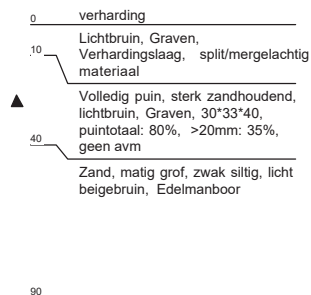 0 verharding
Lichtbruin, Graven,
10 Verhardingslaag, split/mergelachtig
materiaal
Volledig puin, sterk zandhoudend,
lichtbruin, Graven, 30*33*40,
puintotaal: 80%, >20mm: 35%,
40 geen avm
Zand, matig grof, zwak siltig, licht
beigebruin, Edelmanboor
90